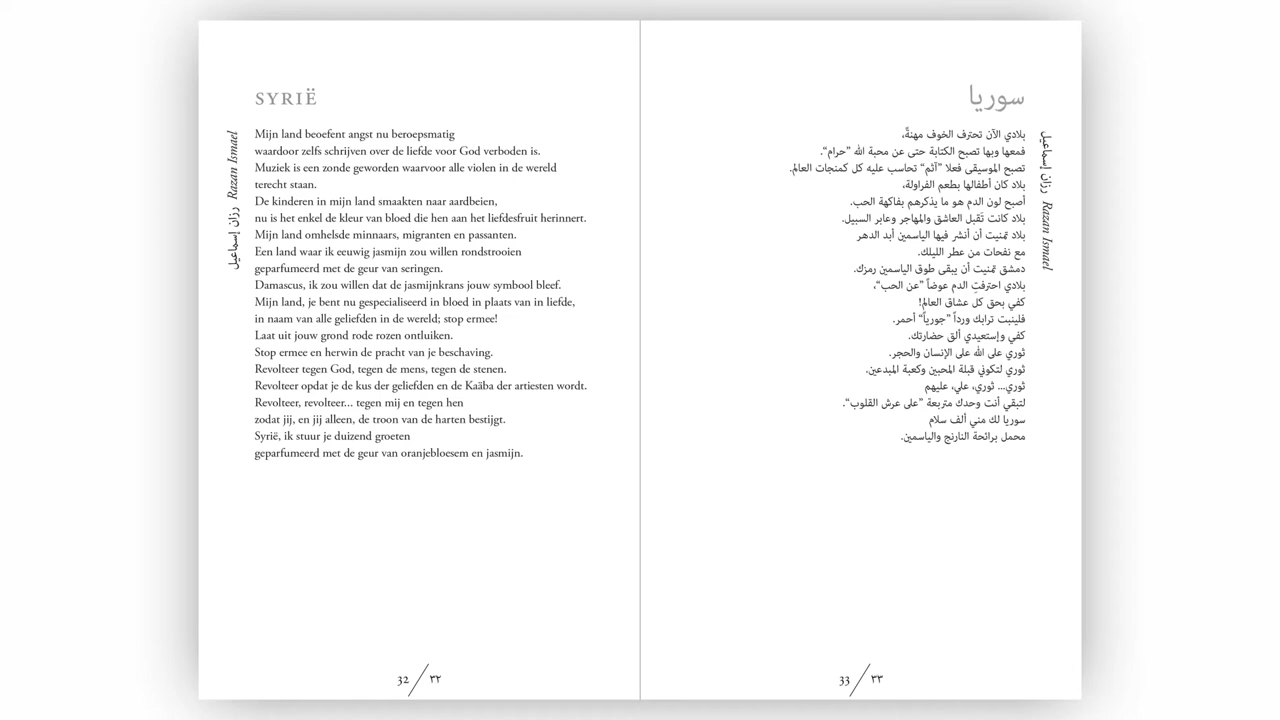 SYRIË
رزان إسماعيل Razan Ismael
Mijn land beoefent angst nu beroepsmatig
waardoor zelfs schrijven over de liefde voor God verboden is.
Muziek is een zonde geworden waarvoor alle violen in de wereld
terecht staan.
De kinderen in mijn land smaakten naar aardbeien,
nu is het enkel de kleur van bloed die hen aan het liefdesfruit herinnert.
Mijn land omhelsde minnaars, migranten en passanten.
Een land waar ik eeuwig jasmijn zou willen rondstrooien
geparfumeerd met de geur van seringen.
Damascus, ik zou willen dat de jasmijnkrans jouw symbool bleef.
Mijn land, je bent nu gespecialiseerd in bloed in plaats van in liefde,
in naam van alle geliefden in de wereld; stop ermee!
Laat uit jouw grond rode rozen ontluiken.
Stop ermee en herwin de pracht van je beschaving.
Revolteer tegen God, tegen de mens, tegen de stenen.
Revolteer opdat je de kus der geliefden en de Kaäba der artiesten wordt.
Revolteer, revolteer... tegen mij en tegen hen
zodat jij, en jij alleen, de troon van de harten bestijgt.
Syrië, ik stuur je duizend groeten
geparfumeerd met de geur van oranjebloesem en jasmijn.
32 / ٣٢
سوريا
رزان إسماعيل Razan Ismael
بلادي الآن تحترف الخوف مهنةً،
فمعها وبها تصبح الكتابة حتى عن محبة الله ”حرام“.
تصبح الموسيقى فعلا ”آثم“ تحاسب عليه كل كمنجات العالم.
بلاد كان أطفالها بطعم الفراولة،
أصبح لون الدم هو ما يذكرهم بفاكهة الحب.
بلاد كانت تُقبل العاشق والمهاجر وعابر السبيل.
بلاد تمنيت أن أنشر فيها الياسمين أبد الدهر
مع نفحات من عطر الليلك.
دمشق تمنيت أن يبقى طوق الياسمين رمزك.
بلادي احترفتِ الدم عوضاً ”عن الحب“،
كفي بحق كل عشاق العالم!
فلينبت ترابك ورداً ”جورياً“ أحمر.
كفي وإستعيدي ألق حضارتك.
ثوري على الله على الإنسان والحجر.
ثوري لتكوني قبلة المحبين وكعبة المبدعين.
ثوري... ثوري، علي، عليهم
لتبقي أنت وحدك متربعة ”على عرش القلوب“.
سوريا لك مني ألف سلام
محمل برائحة النارنج والياسمين.
33 / ٣٣